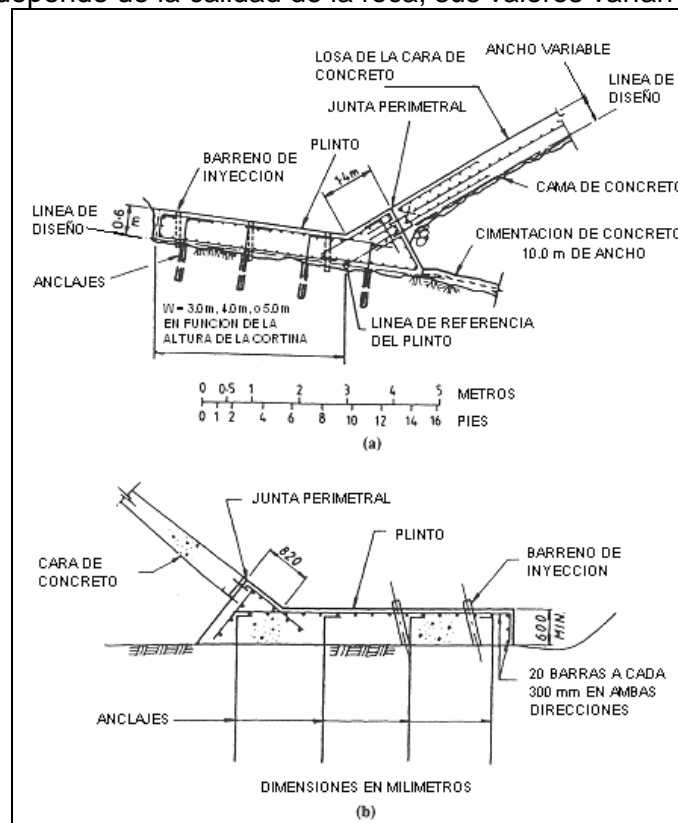 depende de la calidad de la roca, sus valores varían
ANCHO VARIABLE
LOSA DE LA CARA DE
CONCRETO
LINEA DE
DISEÑO
JUNTA PERIMETRAL
PLINTO
BARRENO DE
INYECCION
1·4m
CAMA DE CONCRETO
LINEA DE
DISEÑO
0·6
m
CIMENTACION DE CONCRETO
10.0 m DE ANCHO
ANCLAJES
W = 3.0m, 4.0m, o 5.0m
EN FUNCION DE LA
ALTURA DE LA CORTINA
LINEA DE REFERENCIA
DEL PLINTO
0 0·5 1 2 3 4 5 METROS
0 1 2 4 6 8 10 12 14 16 PIES
(a)
JUNTA PERIMETRAL
820
PLINTO
CARA DE
CONCRETO
BARRENO DE
INYECCION
600
MIN.
20 BARRAS A CADA
300 mm EN AMBAS
DIRECCIONES
ANCLAJES
DIMENSIONES EN MILIMETROS
(b)